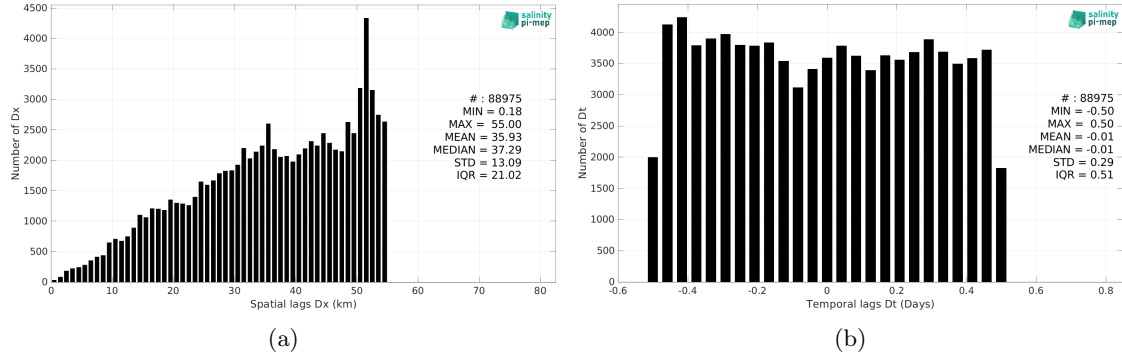 4500
4000
3500
3000
2500
2000
1500
1000
500
0
Number of Dx
salinity
pi-mep
# : 88975
MIN = 0.18
MAX = 55.00
MEAN = 35.93
MEDIAN = 37.29
STD = 13.09
IQR = 21.02
0 10 20 30 40 50 60 70 80
Spatial lags Dx (km)
(a)
4000
3500
3000
2500
2000
1500
1000
500
0
Number of Dt
salinity
pi-mep
# : 88975
MIN = -0.50
MAX = 0.50
MEAN = -0.01
MEDIAN = -0.01
STD = 0.29
IQR = 0.51
-0.6 -0.4 -0.2 0 0.2 0.4 0.6 0.8
Temporal lags Dt (Days)
(b)